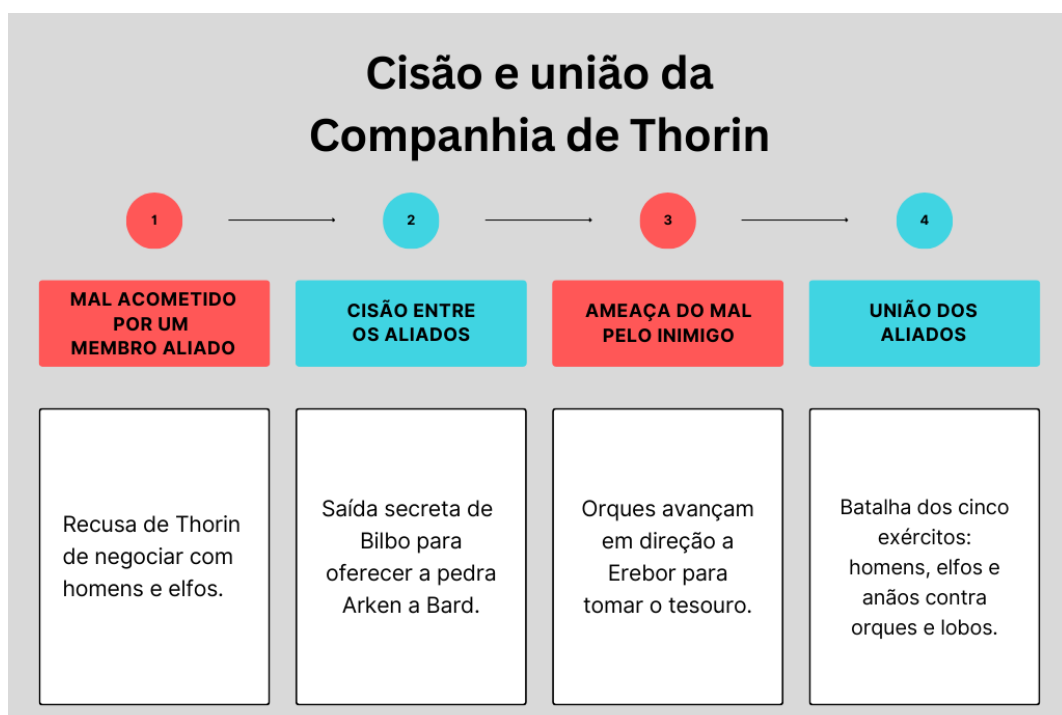 Cisão e união da
Companhia de Thorin
1
2
3
4
MAL ACOMETIDO
POR UM
MEMBRO ALIADO
CISÃO ENTRE
OS ALIADOS
AMEAÇA DO MAL
PELO INIMIGO
UNIÃO DOS
ALIADOS
Recusa de Thorin
de negociar com
homens e elfos.
Saída secreta de
Bilbo para
oferecer a pedra
Arken a Bard.
Orques avançam
em direção a
Erebor para
tomar o tesouro.
Batalha dos cinco
exércitos:
homens, elfos e
anãos contra
orques e lobos.